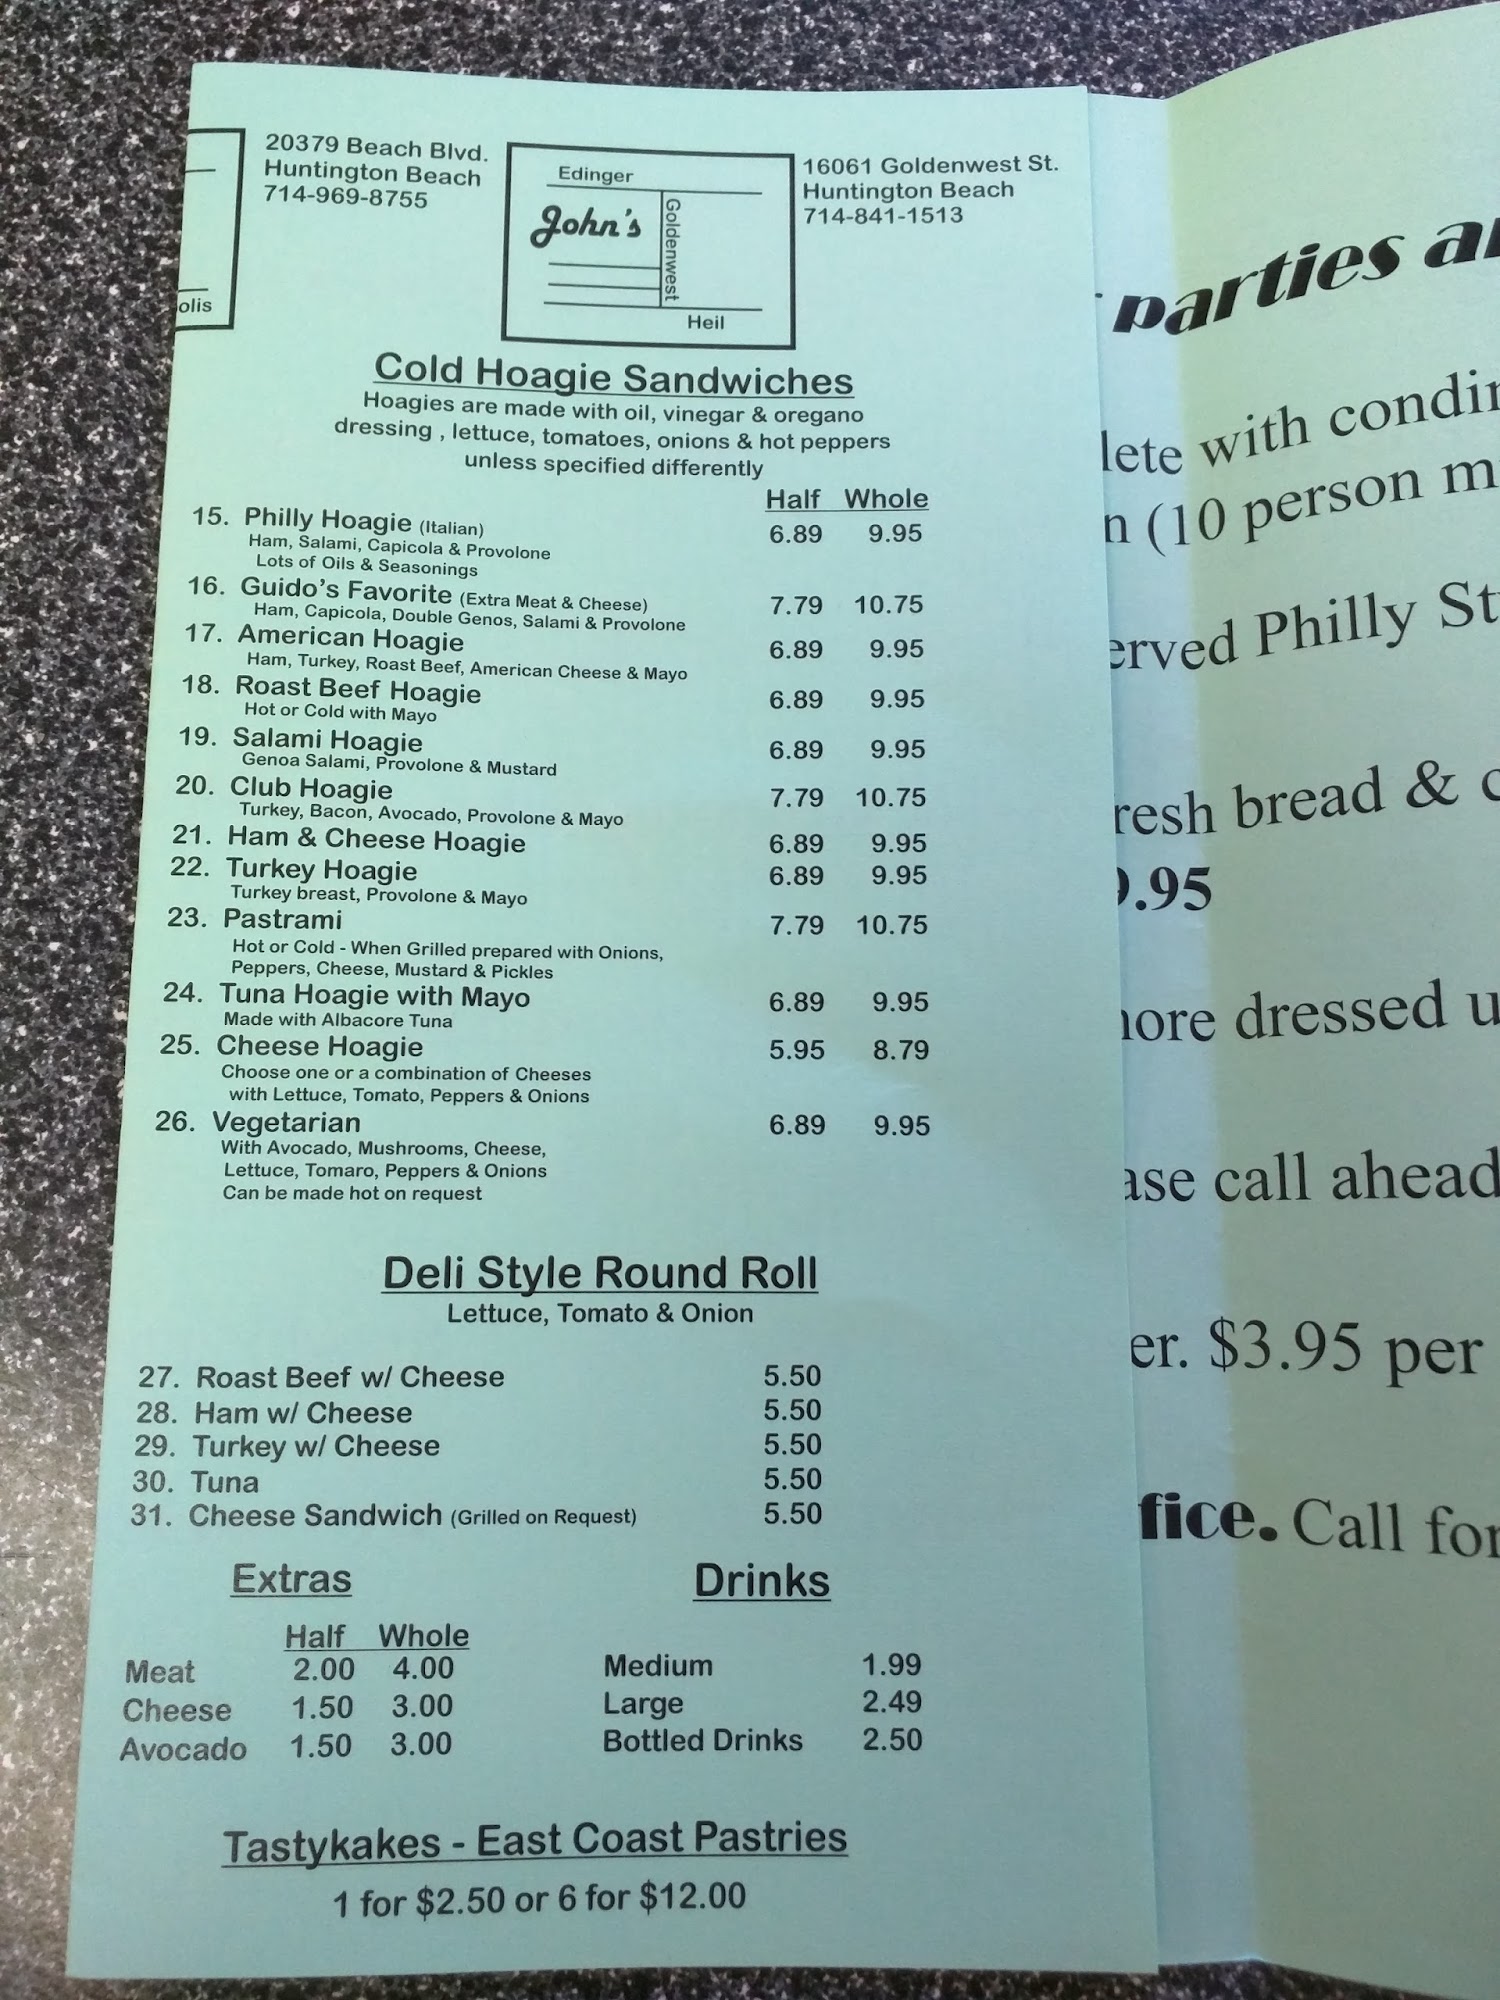 20379 Beach Blvd.
Huntington Beach
714-969-8755
olis
Edinger
John's
Goldenwest
Heil
16061 Goldenwest St.
Huntington Beach
714-841-1513
Cold Hoagie Sandwiches
Hoagies are made with oil, vinegar & oregano
dressing , lettuce, tomatoes, onions & hot peppers
unless specified differently
Half Whole
15. Philly Hoagie (Italian) 6.89 9.95
Ham, Salami, Capicola & Provolone
Lots of Oils & Seasonings
16. Guido's Favorite (Extra Meat & Cheese) 7.79 10.75
Ham, Capicola, Double Genos, Salami & Provolone
17. American Hoagie 6.89 9.95
Ham, Turkey, Roast Beef, American Cheese & Mayo
18. Roast Beef Hoagie 6.89 9.95
Hot or Cold with Mayo
19. Salami Hoagie 6.89 9.95
Genoa Salami, Provolone & Mustard
20. Club Hoagie 7.79 10.75
Turkey, Bacon, Avocado, Provolone & Mayo
21. Ham & Cheese Hoagie 6.89 9.95
22. Turkey Hoagie 6.89 9.95
Turkey breast, Provolone & Mayo
23. Pastrami 7.79 10.75
Hot or Cold - When Grilled prepared with Onions,
Peppers, Cheese, Mustard & Pickles
24. Tuna Hoagie with Mayo 6.89 9.95
Made with Albacore Tuna
25. Cheese Hoagie 5.95 8.79
Choose one or a combination of Cheeses
with Lettuce, Tomato, Peppers & Onions
26. Vegetarian 6.89 9.95
With Avocado, Mushrooms, Cheese,
Lettuce, Tomaro, Peppers & Onions
Can be made hot on request
Deli Style Round Roll
Lettuce, Tomato & Onion
27. Roast Beef w/ Cheese 5.50
28. Ham w/ Cheese 5.50
29. Turkey w/ Cheese 5.50
30. Tuna 5.50
31. Cheese Sandwich (Grilled on Request) 5.50
Extras
Half Whole
Meat 2.00 4.00
Cheese 1.50 3.00
Avocado 1.50 3.00
Drinks
Medium 1.99
Large 2.49
Bottled Drinks 2.50
Tastykakes - East Coast Pastries
1 for $2.50 or 6 for $12.00
parties a
lete with condi
n (10 person m
erved Philly St
resh bread & c
9.95
ore dressed u
ase call ahead
er. $3.95 per
fice. Call for